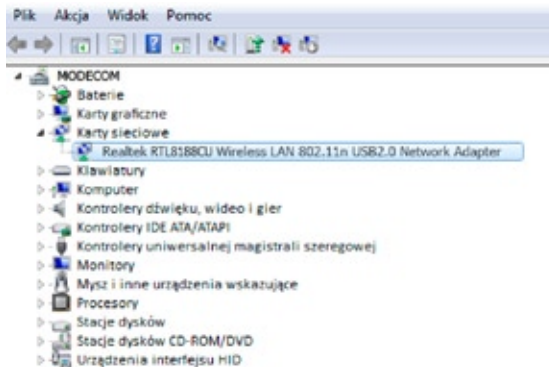 Plik Akcja Widok Pomoc
MODECOM
Baterie
Karty graficzne
Karty sieciowe
Realtek RTL8188CU Wireless LAN 802.11n USB2.0 Network Adapter
Klawiatury
Komputer
Kontrolery dźwięku, wideo i gier
Kontrolery IDE ATA/ATAPI
Kontrolery uniwersalnej magistrali szeregowej
Monitory
Mysz i inne urządzenia wskazujące
Procesory
Stacje dysków
Stacje dysków CD-ROM/DVD
Urządzenia interfejsu HID